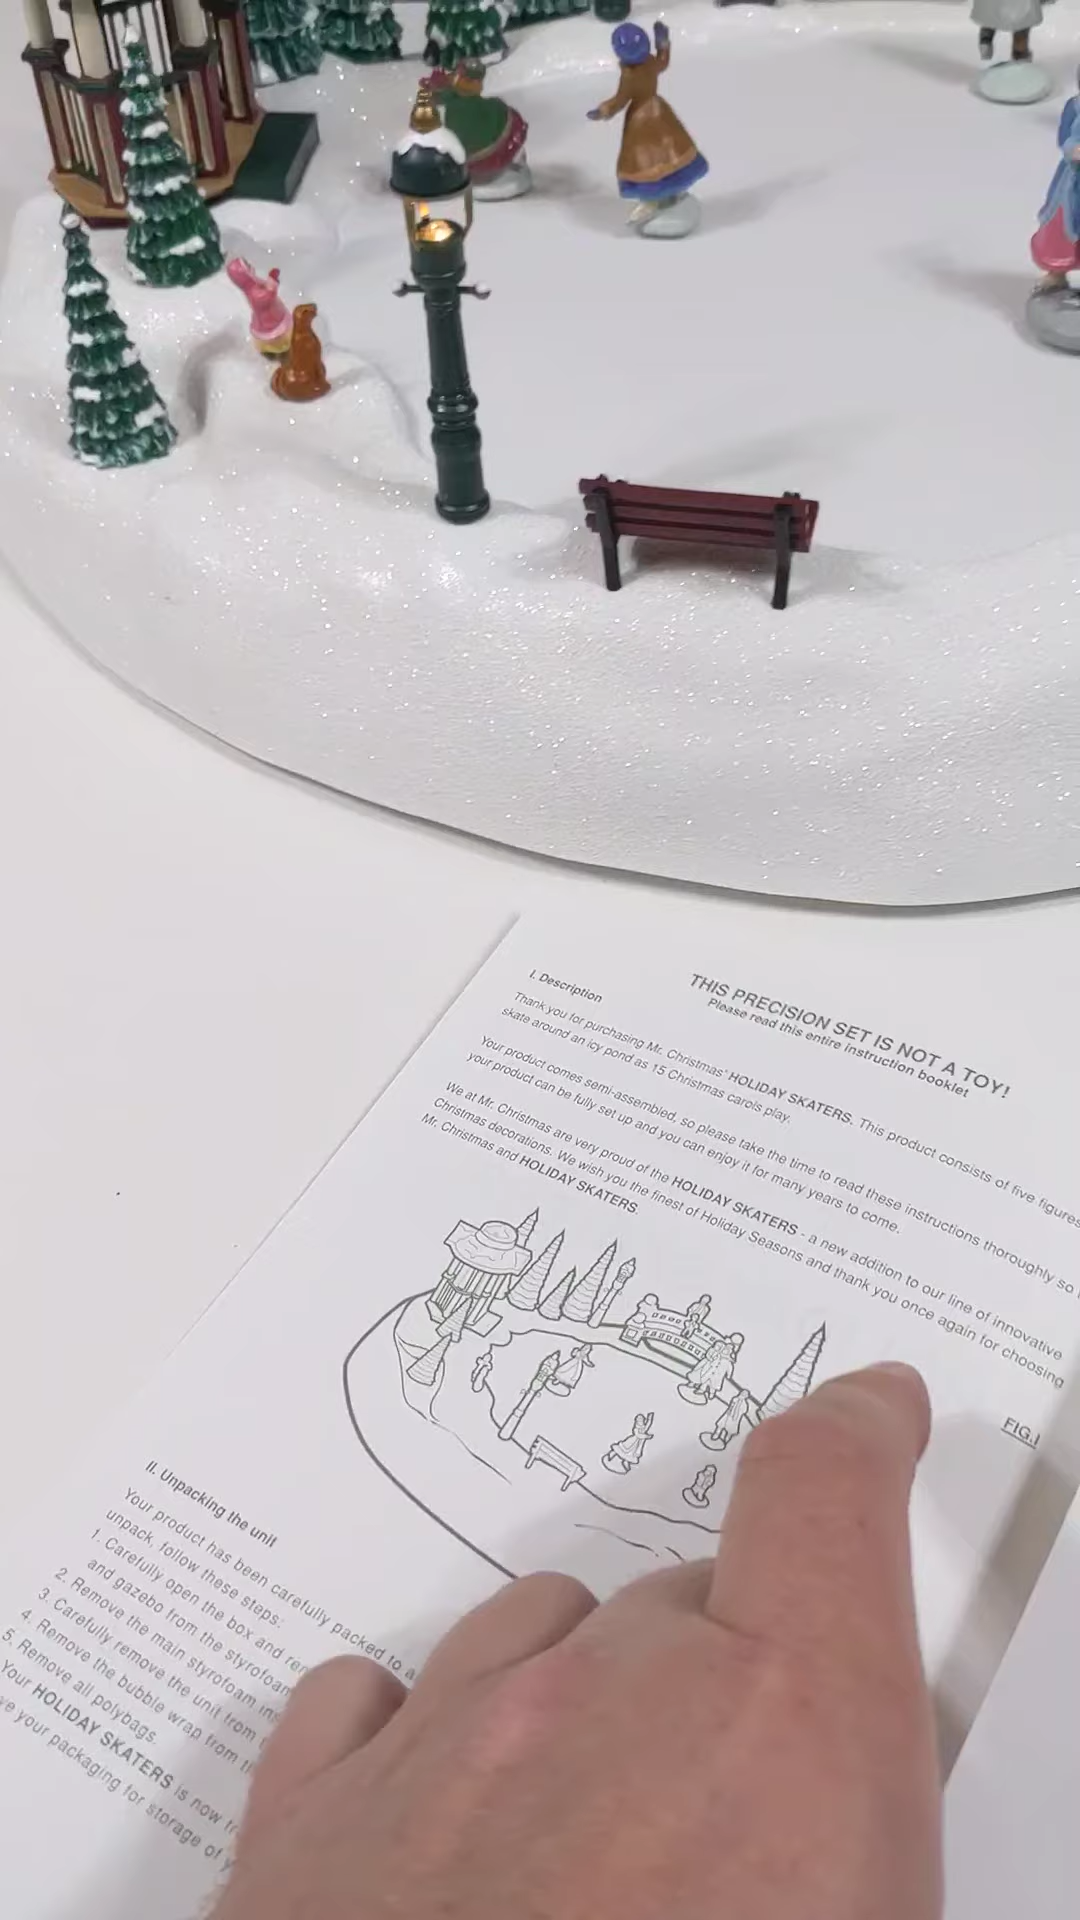 THIS PRECISION SET IS NOT A TOY!
Please read this entire instruction booklet
I. Description
Thank you for purchasing Mr. Christmas' HOLIDAY SKATERS. This product consists of five figures
skate around an icy pond as 15 Christmas carols play.
Your product comes semi-assembled, so please take the time to read these instructions thoroughly so
your product can be fully set up and you can enjoy it for many years to come.
We at Mr. Christmas are very proud of the HOLIDAY SKATERS - a new addition to our line of innovative
Christmas decorations. We wish you the finest of Holiday Seasons and thank you once again for choosing
Mr. Christmas and HOLIDAY SKATERS.
FIG.I
II. Unpacking the unit
Your product has been carefully packed to a
unpack, follow these steps:
1. Carefully open the box and
and gazebo from the styrofoam
2. Remove the main styrofoam
3. Carefully remove the unit from
4. Remove the bubble wrap from
5. Remove all polybags.
Your HOLIDAY SKATERS is now
your packaging for storage of